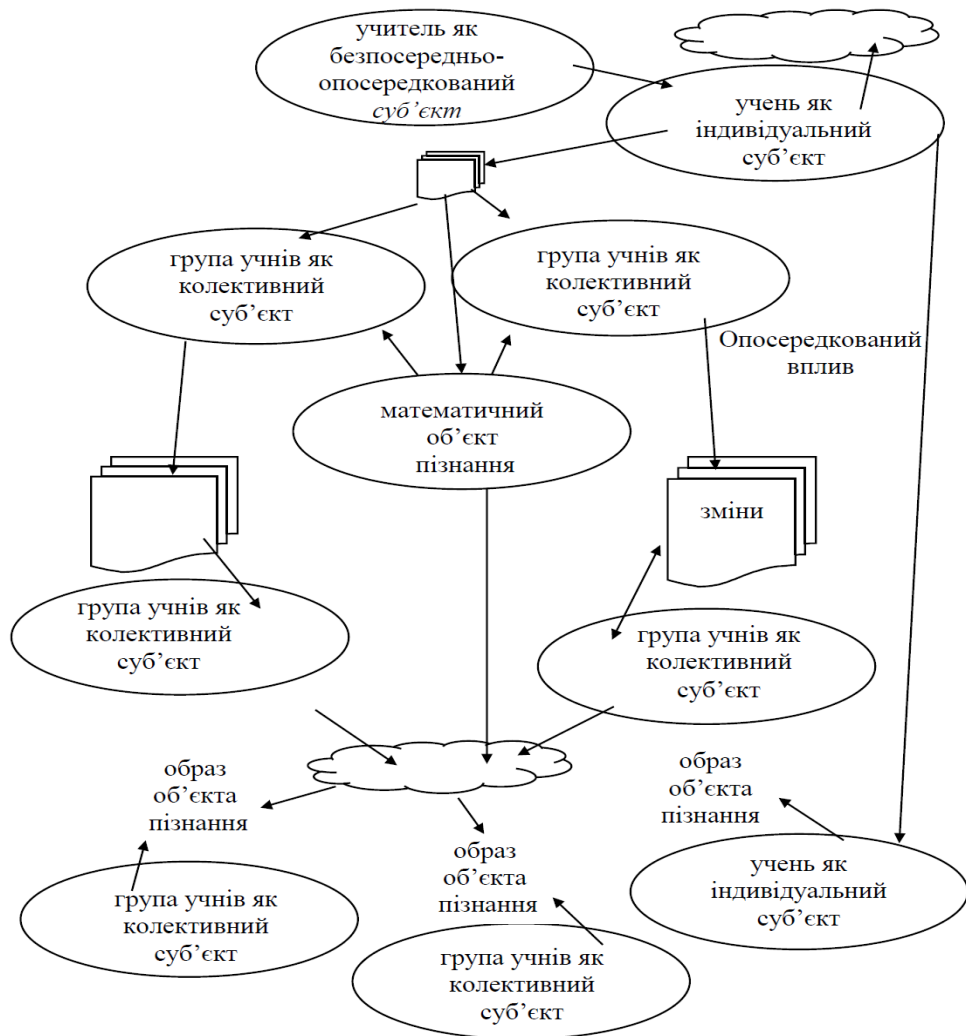 учитель як
безпосередньо-
опосередкований
суб’єкт
учень як
індивідуальний
суб’єкт
група учнів як
колективний
суб’єкт
група учнів як
колективний
суб’єкт
Опосередкований
вплив
математичний
об’єкт
пізнання
зміни
група учнів як
колективний
суб’єкт
група учнів як
колективний
суб’єкт
образ
об’єкта
пізнання
образ
об’єкта
пізнання
образ
об’єкта
пізнання
група учнів як
колективний
суб’єкт
учень як
індивідуальний
суб’єкт
група учнів як
колективний
суб’єкт